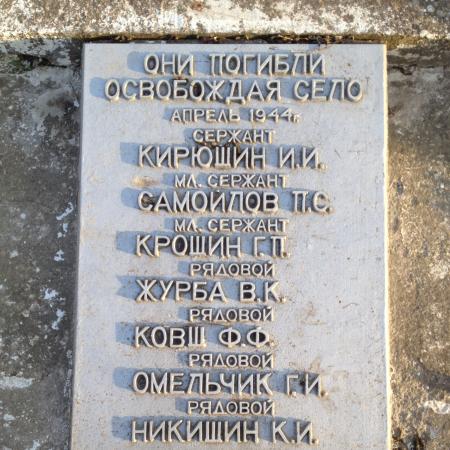 ОНИ ПОГИБЛИ
ОСВОБОЖДАЯ СЕЛО
АПРЕЛЬ 1944г.
СЕРЖАНТ
КИРЮШИН И.И.
МЛ. СЕРЖАНТ
САМОЙЛОВ П.С.
МЛ. СЕРЖАНТ
КРОШИН Г.П.
РЯДОВОЙ
ЖУРБА В.К.
РЯДОВОЙ
КОВШ Ф.Ф.
РЯДОВОЙ
ОМЕЛЬЧИК Г.И.
РЯДОВОЙ
НИКИШИН К.И.